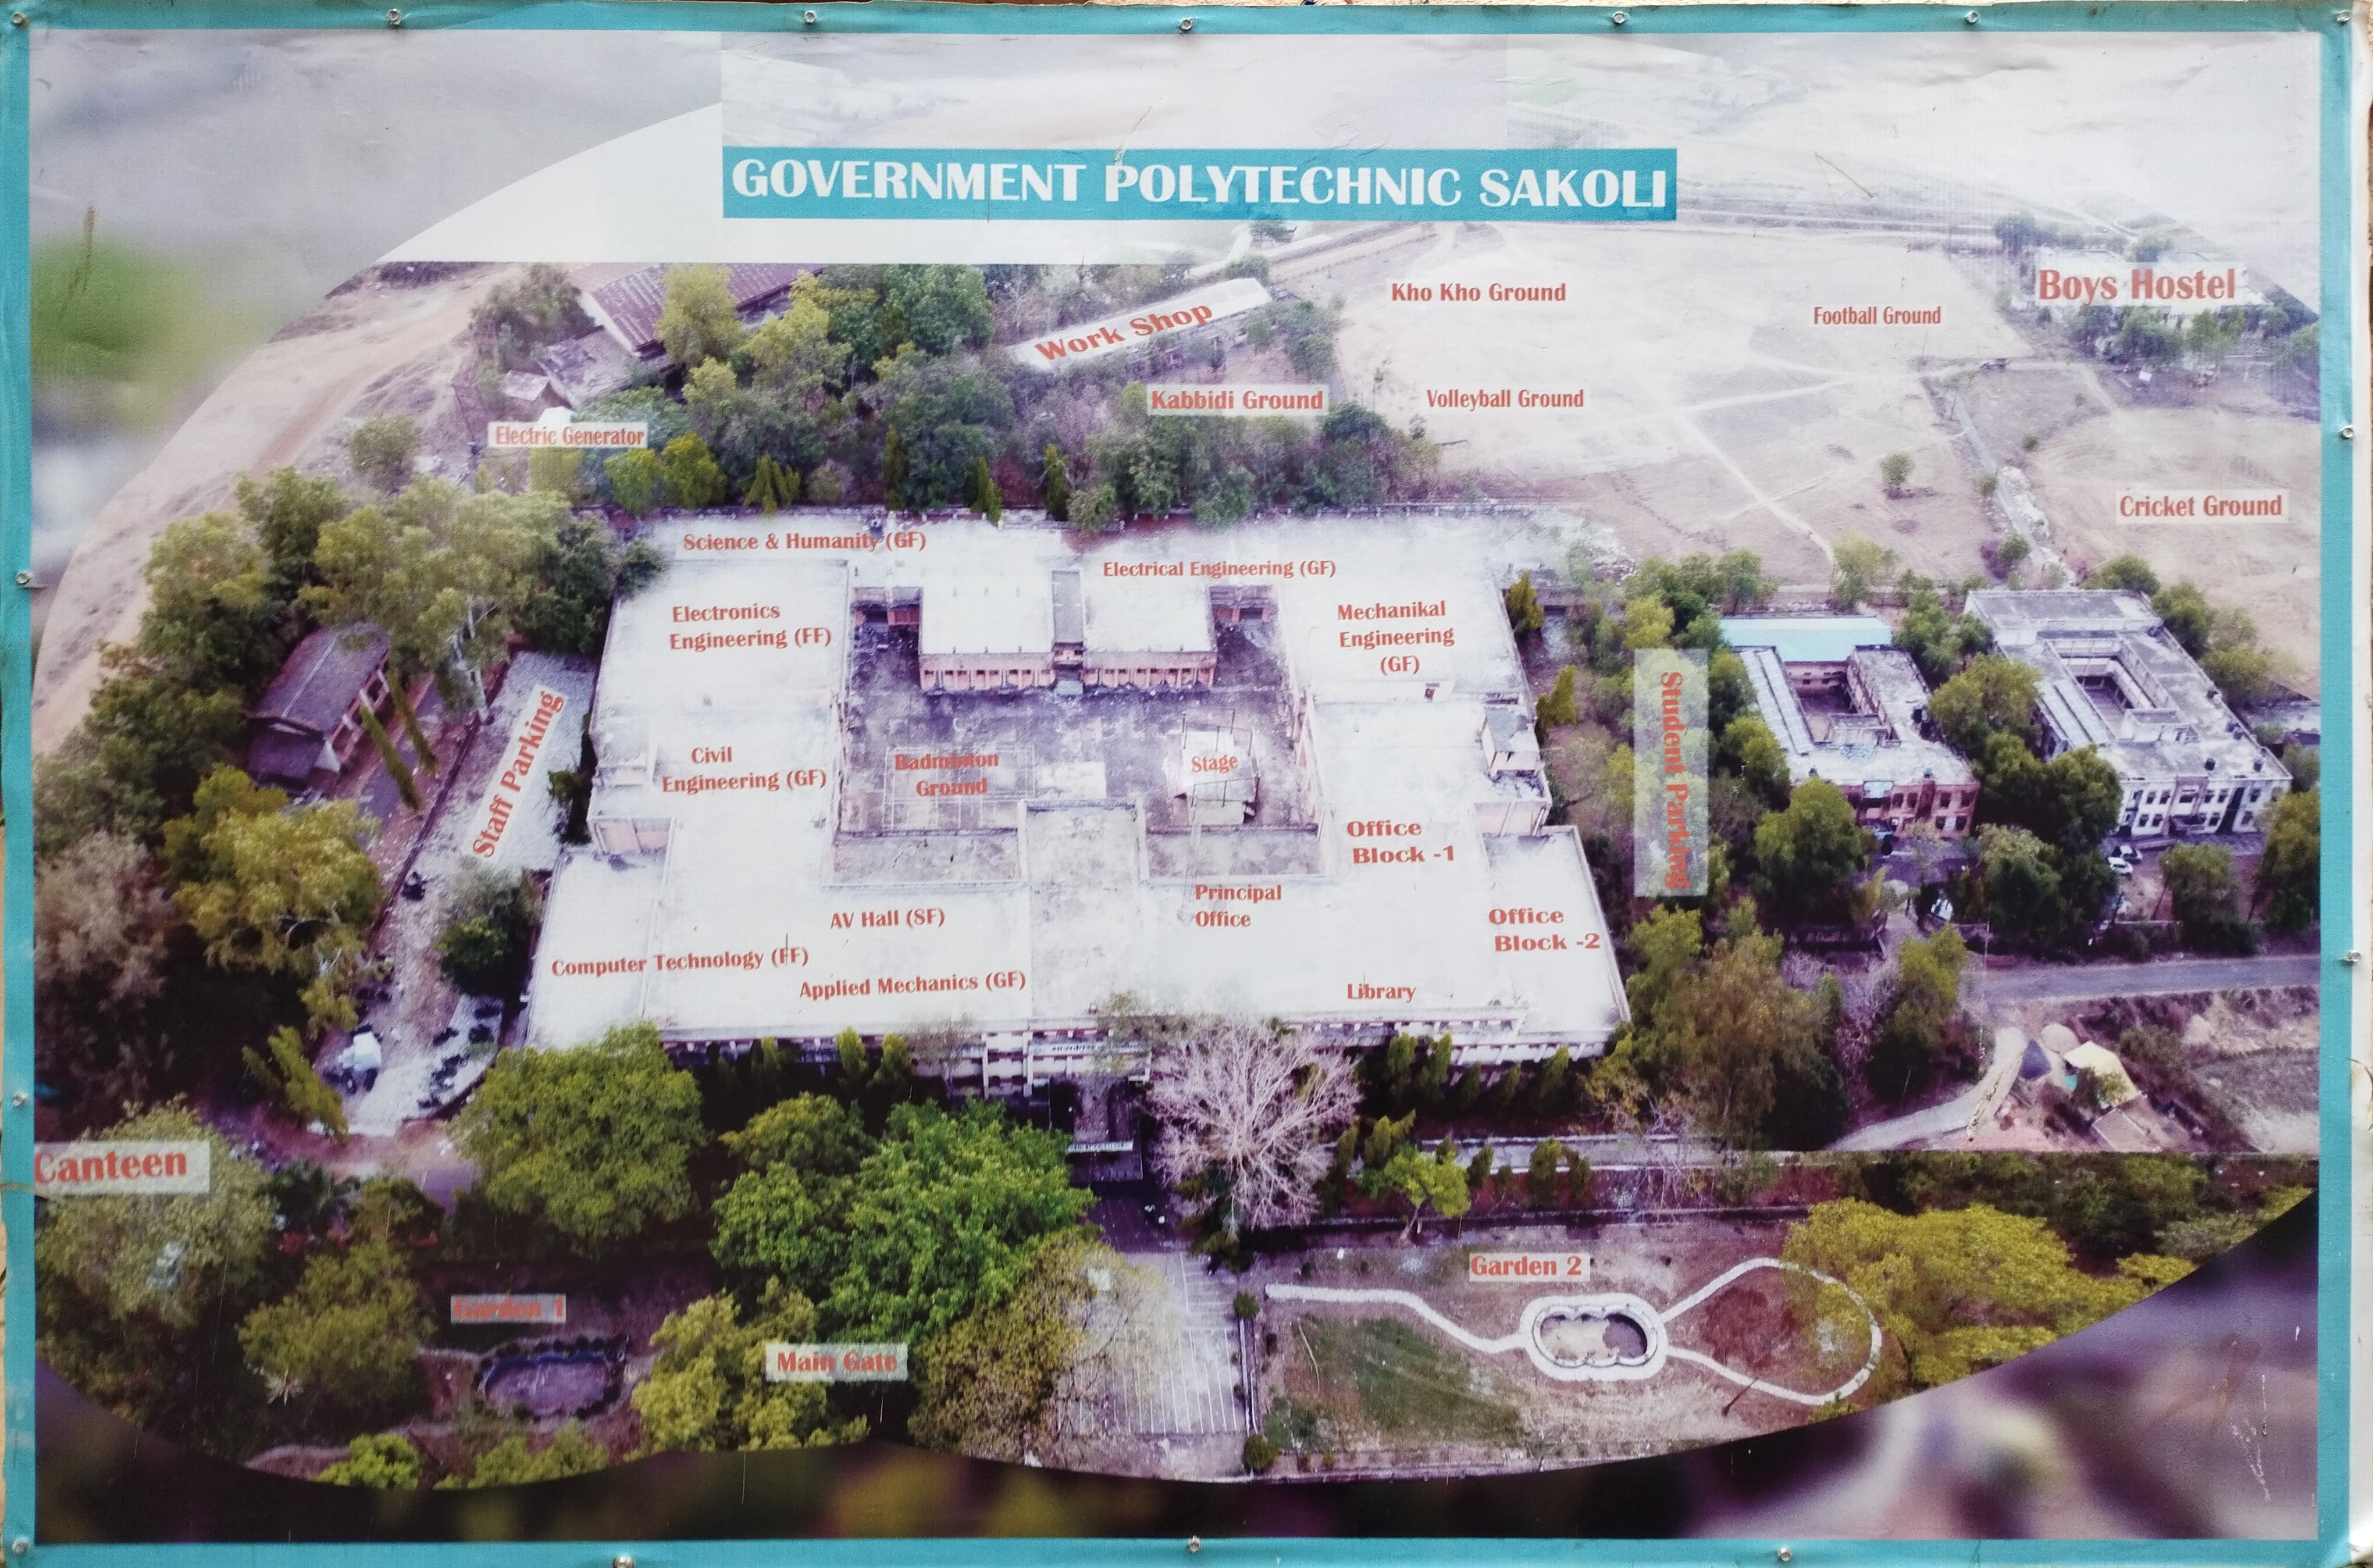 GOVERNMENT POLYTECHNIC SAKOLI
Boys Hostel
Kho Kho Ground
Football Ground
Work Shop
Kabbidi Ground
Volleyball Ground
Electric Generator
Cricket Ground
Science & Humanity (GF)
Electrical Engineering (GF)
Electronics
Engineering (FF)
Mechanikal
Engineering
(GF)
Staff Parking
Civil
Engineering (GF)
Badminton
Ground
Stage
Student Parking
Office
Block -1
Principal
Office
AV Hall (SF)
Office
Block -2
Computer Technology (FF)
Applied Mechanics (GF)
Library
Canteen
Garden 1
Garden 2
Main Gate